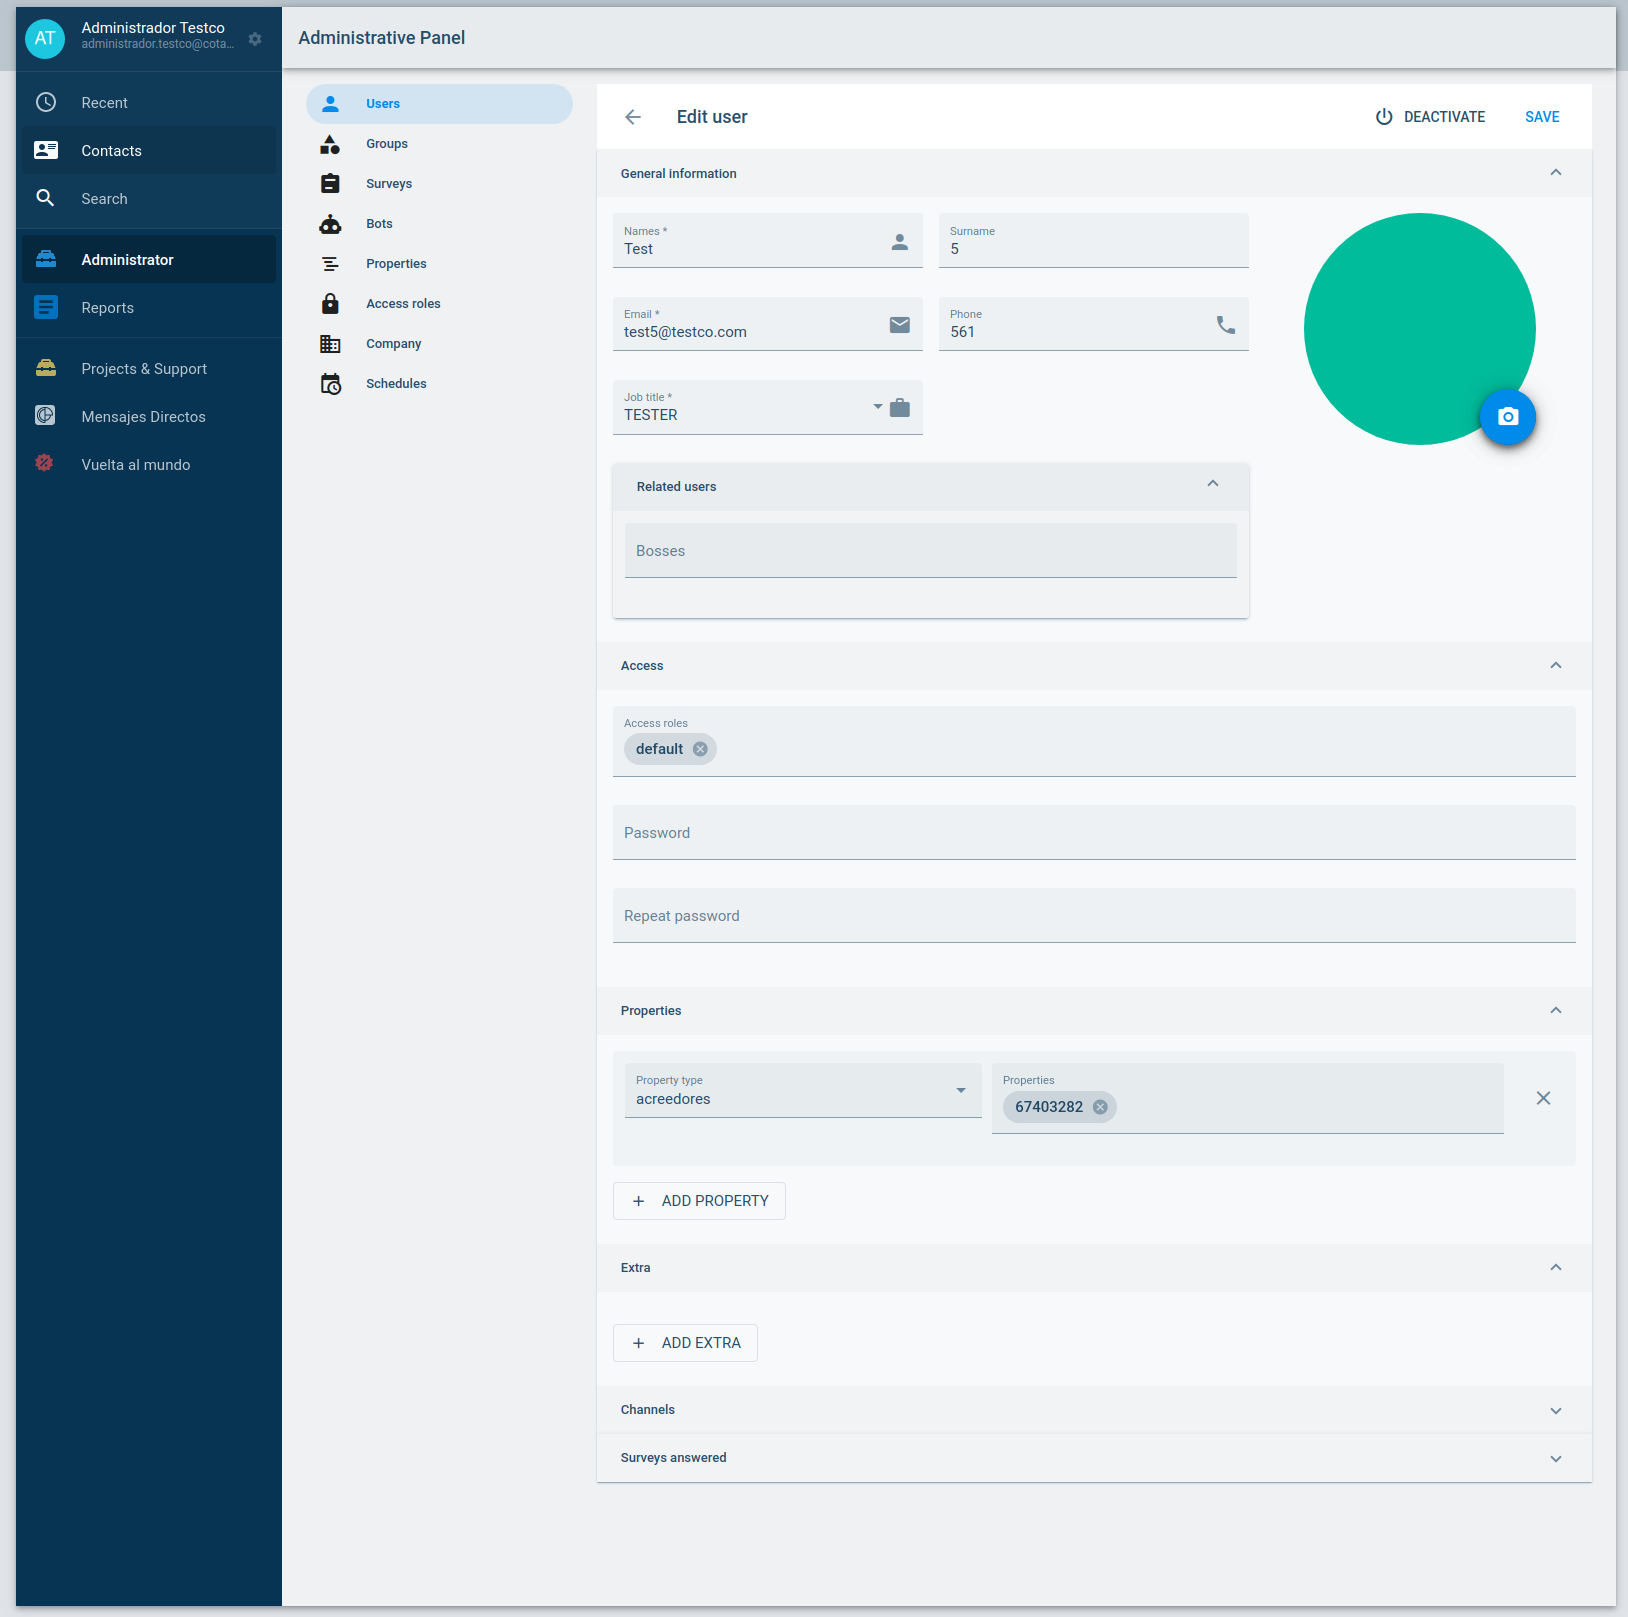 AT
Administrador Testco
administrador.testco@cota...
Recent
Contacts
Search
Administrator
Reports
Projects & Support
Mensajes Directos
Vuelta al mundo
Administrative Panel
Users
Groups
Surveys
Bots
Properties
Access roles
Company
Schedules
Edit user
DEACTIVATE
SAVE
General information
Names *
Test
Surname
5
Email *
test5@testco.com
Phone
561
Job title *
TESTER
Related users
Bosses
Access
Access roles
default
Password
Repeat password
Properties
Property type
acreedores
Properties
67403282
ADD PROPERTY
Extra
ADD EXTRA
Channels
Surveys answered